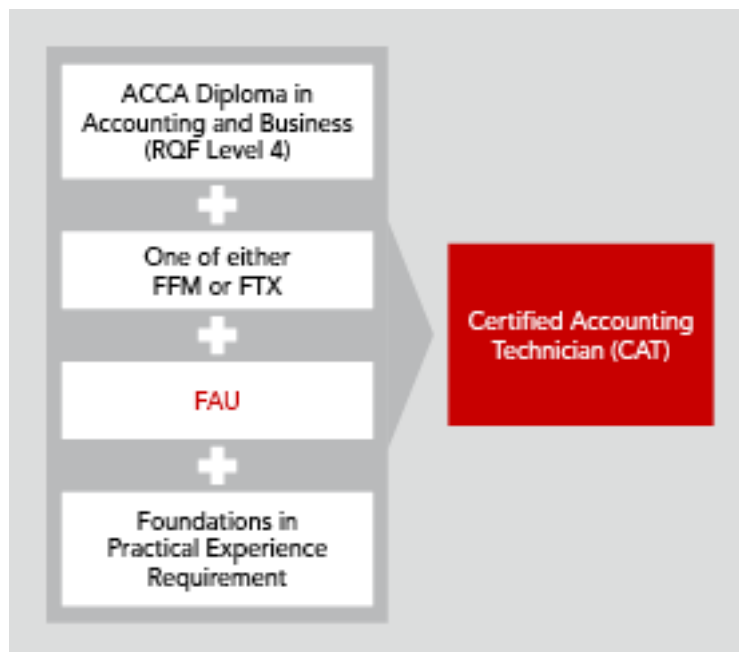 ACCA Diploma in
Accounting and Business
(RQF Level 4)
One of either
FFM or FTX
FAU
Foundations in
Practical Experience
Requirement
Certified Accounting
Technician (CAT)